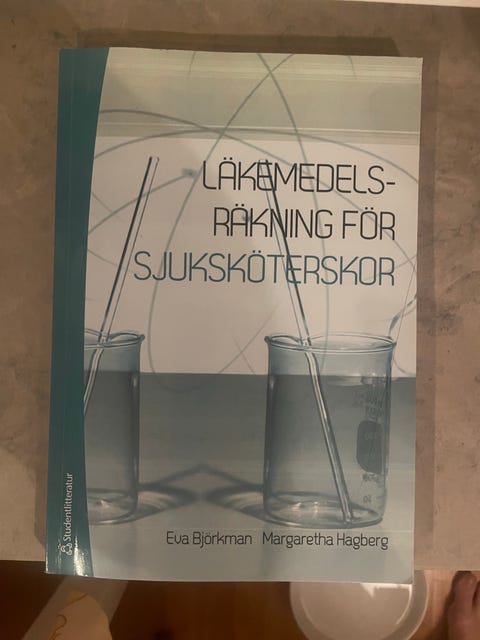 LÄKEMEDELS-
RÄKNING FÖR
SJUKSKÖTERSKOR
Eva Björkman Margaretha Hagberg
Studentlitteratur